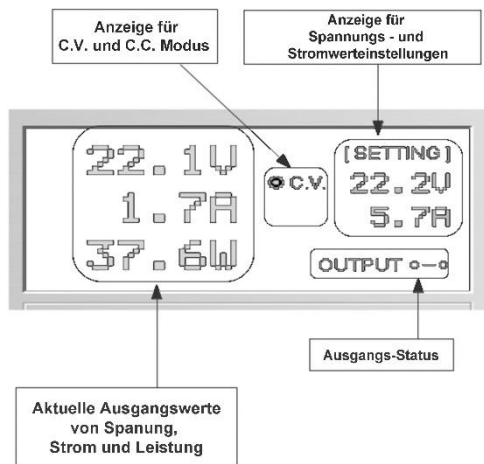 Anzeige für
C.V. und C.C. Modus
Anzeige für
Spannungs - und
Stromwerteinstellungen
22.1V
1.7A
37.6W
C.V.
[ SETTING ]
22.2V
5.7A
OUTPUT
Ausgangs-Status
Aktuelle Ausgangswerte
von Spanung,
Strom und Leistung